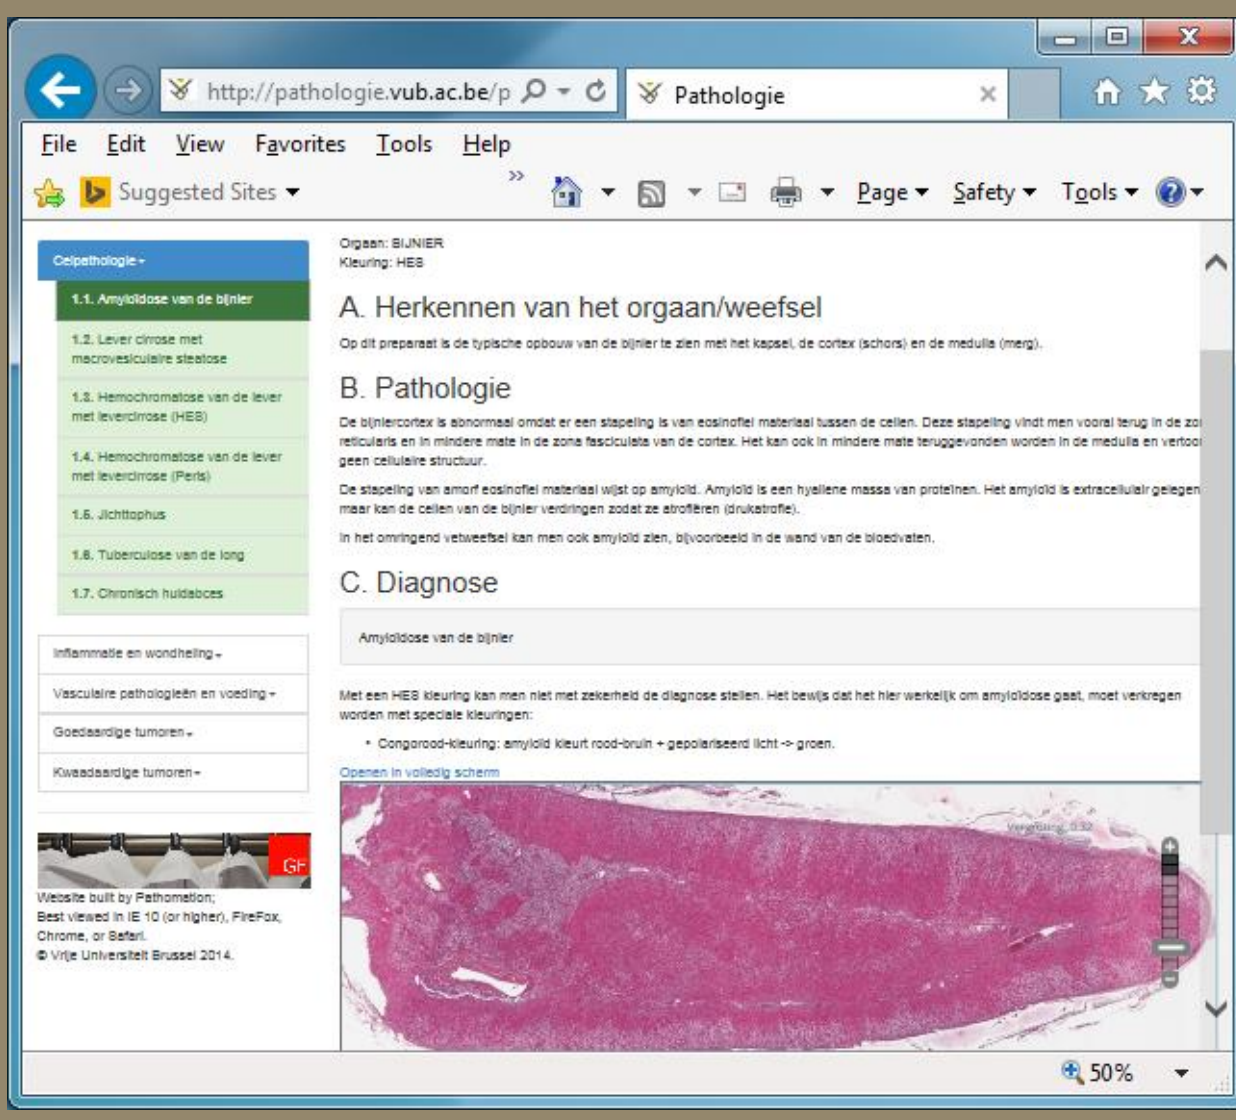 http://pathologie.vub.ac.be/p
Pathologie
File Edit View Favorites Tools Help
Suggested Sites
Page Safety Tools
Celpathologie
1.1. Amyloïdose van de bijnier
1.2. Lever cirrose met
macrovesiculaire steatose
1.3. Hemochromatose van de lever
met levercirrose (HES)
1.4. Hemochromatose van de lever
met levercirrose (Perls)
1.5. Jichttophus
1.6. Tuberculose van de long
1.7. Chronisch huidabces
Inflammatie en wondheling
Vasculaire pathologieën en voeding
Goedaardige tumoren
Kwaadaardige tumoren
GF
Website built by Pathomation;
Best viewed in IE 10 (or higher), FireFox,
Chrome, or Safari.
© Vrije Universiteit Brussel 2014.
Orgaan: BIJNIER
Kleuring: HES
A. Herkennen van het orgaan/weefsel
Op dit preparaat is de typische opbouw van de bijnier te zien met het kapsel, de cortex (schors) en de medulla (merg).
B. Pathologie
De bijniercortex is abnormaal omdat er een stapeling is van eosinofiel materiaal tussen de cellen. Deze stapeling vindt men vooral terug in de zo
reticularis en in mindere mate in de zona fasciculata van de cortex. Het kan ook in mindere mate teruggevonden worden in de medulla en vertoo
geen cellulaire structuur.
De stapeling van amorf eosinofiel materiaal wijst op amyloïd. Amyloïd is een hyaliene massa van proteïnen. Het amyloïd is extracellulair gelegen
maar kan de cellen van de bijnier verdringen zodat ze atrofiëren (drukatrofie).
In het omringend vetweefsel kan men ook amyloïd zien, bijvoorbeeld in de wand van de bloedvaten.
C. Diagnose
Amyloïdose van de bijnier
Met een HES kleuring kan men niet met zekerheid de diagnose stellen. Het bewijs dat het hier werkelijk om amyloïdose gaat, moet verkregen
worden met speciale kleuringen:
• Congorood-kleuring: amyloïd kleurt rood-bruin + gepolariseerd licht -> groen.
Openen in volledig scherm
Vergroting: 0.32
50%